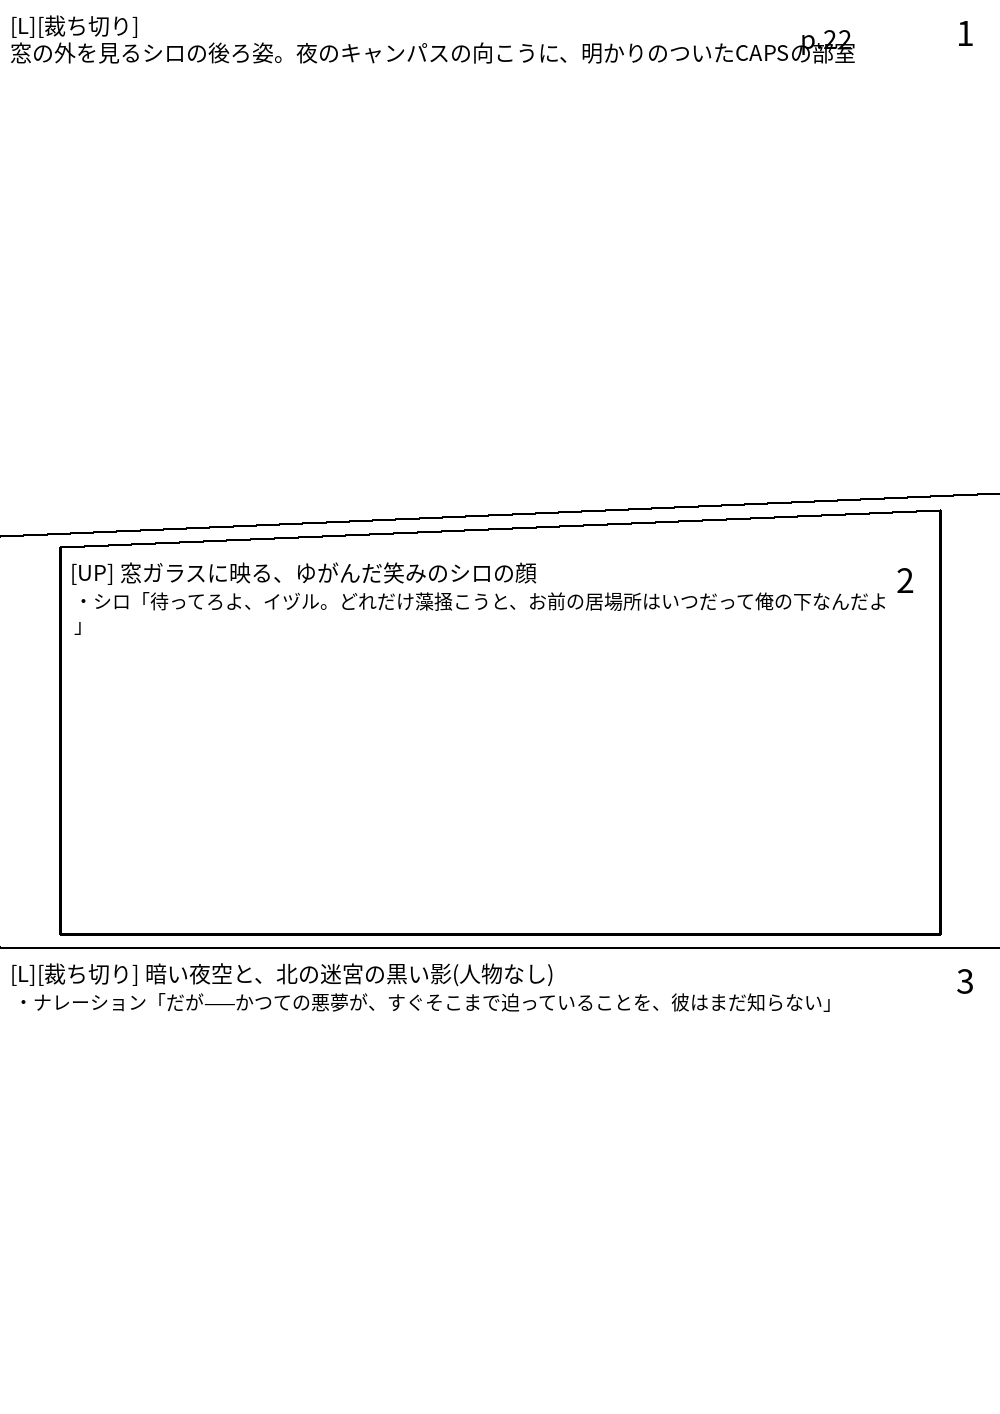 [L][裁ち切り]
p.22
1
窓の外を見るシロの後ろ姿。夜のキャンパスの向こうに、明かりのついたCAPSの部室
[UP] 窓ガラスに映る、ゆがんだ笑みのシロの顔
2
・シロ「待ってろよ、イヅル。どれだけ藻掻こうと、お前の居場所はいつだって俺の下なんだよ
」
[L][裁ち切り] 暗い夜空と、北の迷宮の黒い影(人物なし)
3
・ナレーション「だが――かつての悪夢が、すぐそこまで迫っていることを、彼はまだ知らない」